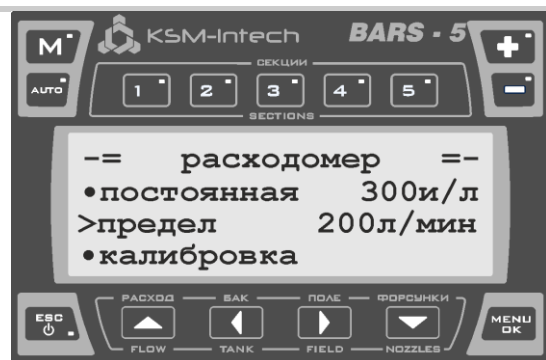 M
KSM-Intech
BARS - 5
+
СЕКЦИИ
AUTO
1 2 3 4 5
-
SECTIONS
-= расходомер =-
•постоянная 300и/л
>предел 200л/мин
•калибровка
РАСХОД БАК ПОЛЕ ФОРСУНКИ
ESC
MENU
OK
FLOW TANK FIELD NOZZLES